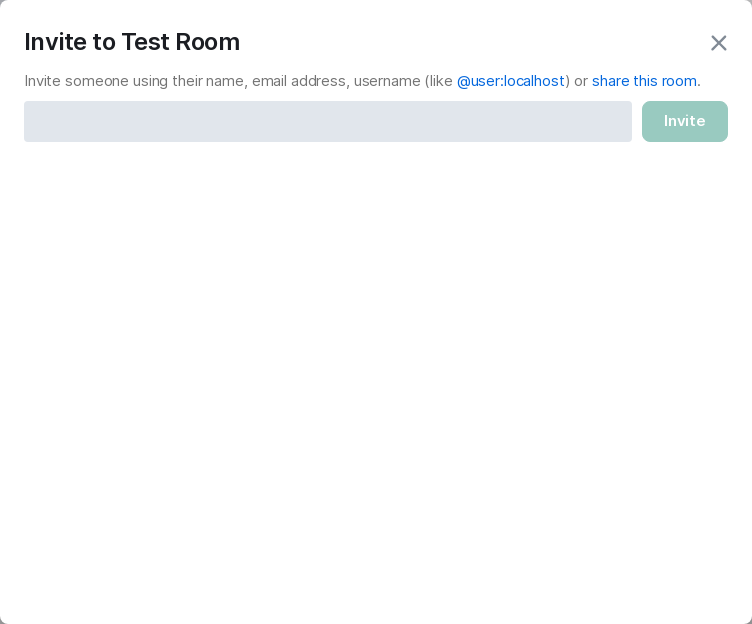 Invite to Test Room
Invite someone using their name, email address, username (like @user:localhost) or share this room.
Invite